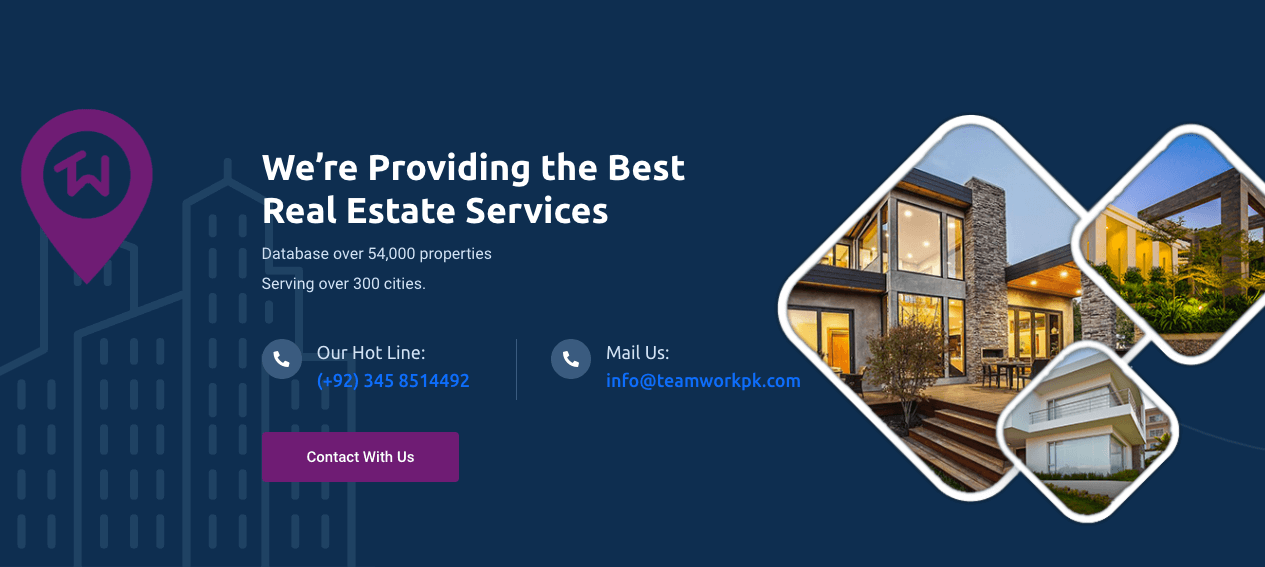 TW
We're Providing the Best
Real Estate Services
Database over 54,000 properties
Serving over 300 cities.
Our Hot Line:
(+92) 345 8514492
Mail Us:
info@teamworkpk.com
Contact With Us